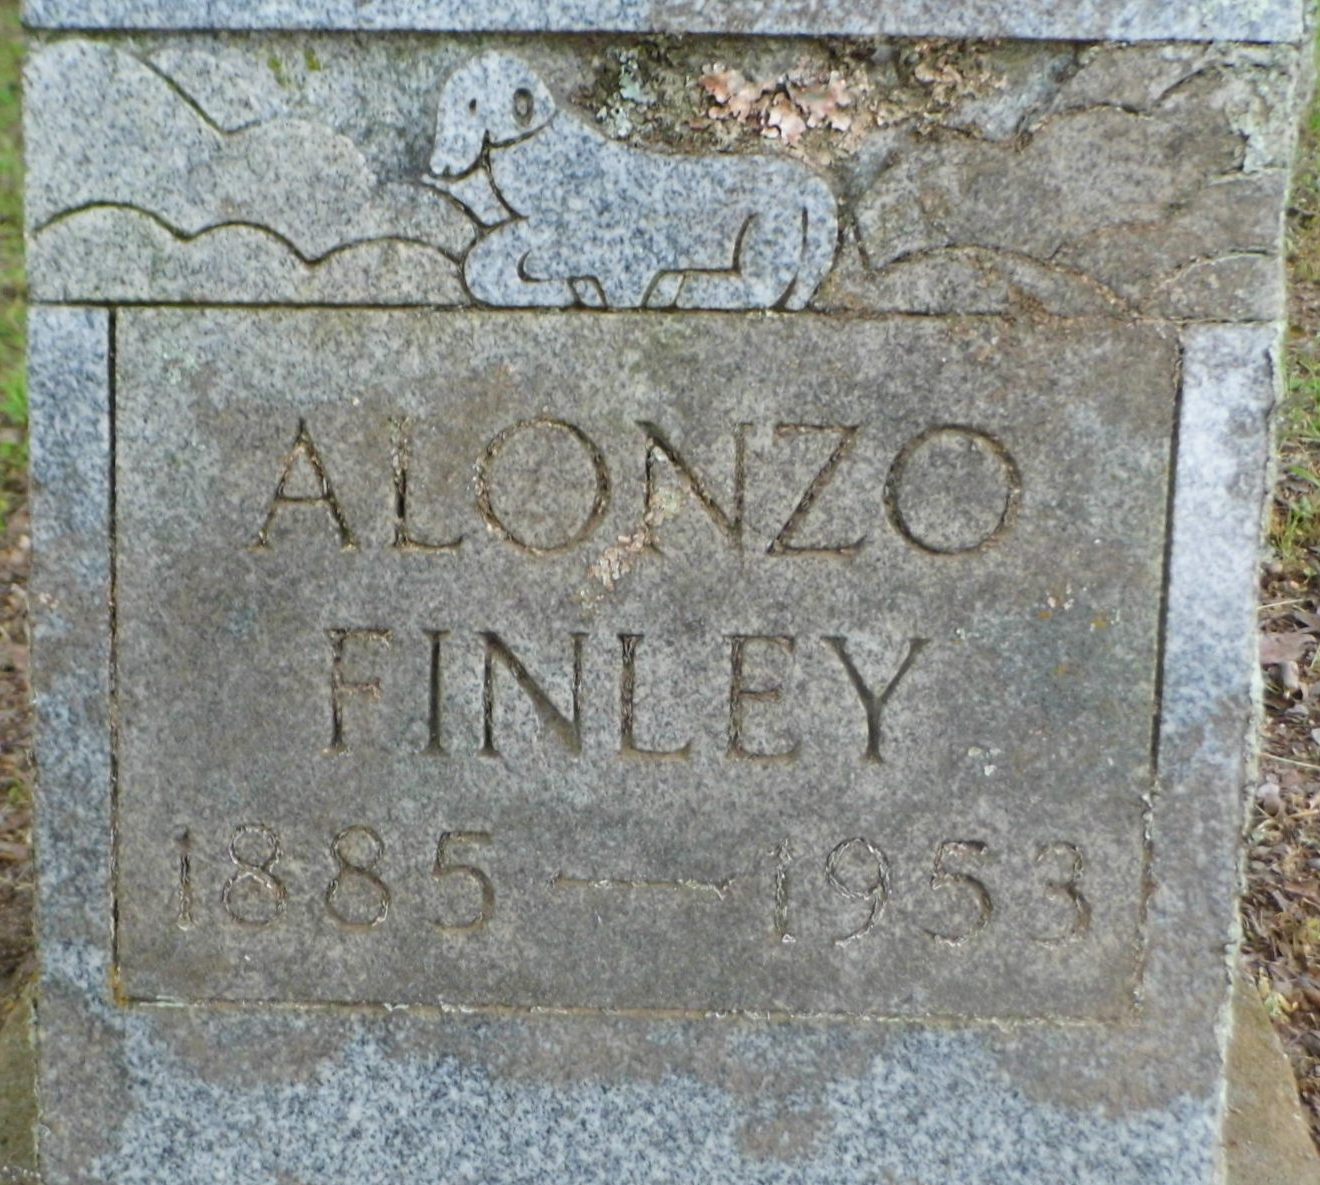 ALONZO
FINLEY
1885 — 1953